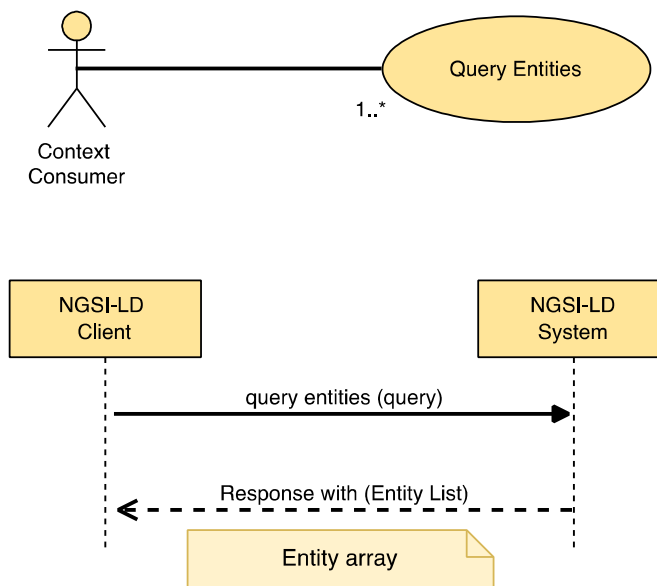 Query Entities
1..*
Context
Consumer
NGSI-LD
Client
NGSI-LD
System
query entities (query)
Response with (Entity List)
Entity array